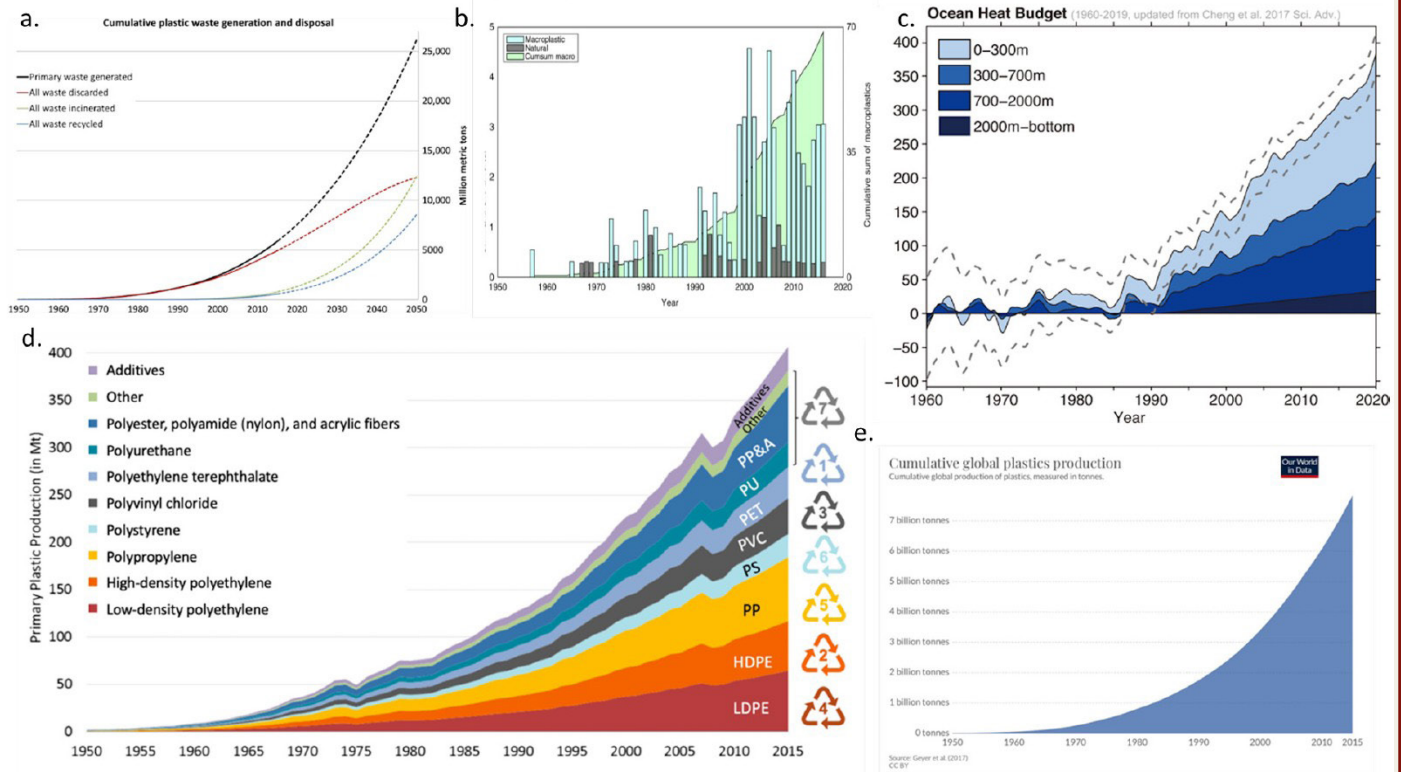 a.
Cumulative plastic waste generation and disposal
Primary waste generated
All waste discarded
All waste incinerated
All waste recycled
25,000
20,000
15,000
10,000
5000
0
Million metric tons
1950 1960 1970 1980 1990 2000 2010 2020 2030 2040 2050
b.
Macroplastic
Natural
Cumsum macro
5
4
3
2
1
0
70
35
0
Cumulative sum of macroplastics
1950 1960 1970 1980 1990 2000 2010 2020
Year
c.
Ocean Heat Budget (1960-2019, updated from Cheng et al. 2017 Sci. Adv.)
0-300m
300-700m
700-2000m
2000m-bottom
400
350
300
250
200
150
100
50
0
-50
-100
1960 1970 1980 1990 2000 2010 2020
Year
d.
Primary Plastic Production (in Mt)
400
350
300
250
200
150
100
50
0
Additives
Other
Polyester, polyamide (nylon), and acrylic fibers
Polyurethane
Polyethylene terephthalate
Polyvinyl chloride
Polystyrene
Polypropylene
High-density polyethylene
Low-density polyethylene
Additives
Other
PP&A
PU
PET
PVC
PS
PP
HDPE
LDPE
7
1
3
6
5
2
4
1950 1955 1960 1965 1970 1975 1980 1985 1990 1995 2000 2005 2010 2015
e.
Cumulative global plastics production
Cumulative global production of plastics, measured in tonnes.
Our World
in Data
7 billion tonnes
6 billion tonnes
5 billion tonnes
4 billion tonnes
3 billion tonnes
2 billion tonnes
1 billion tonnes
0 tonnes
1950 1960 1970 1980 1990 2000 2010 2015
Source: Geyer et al. (2017)
CC BY